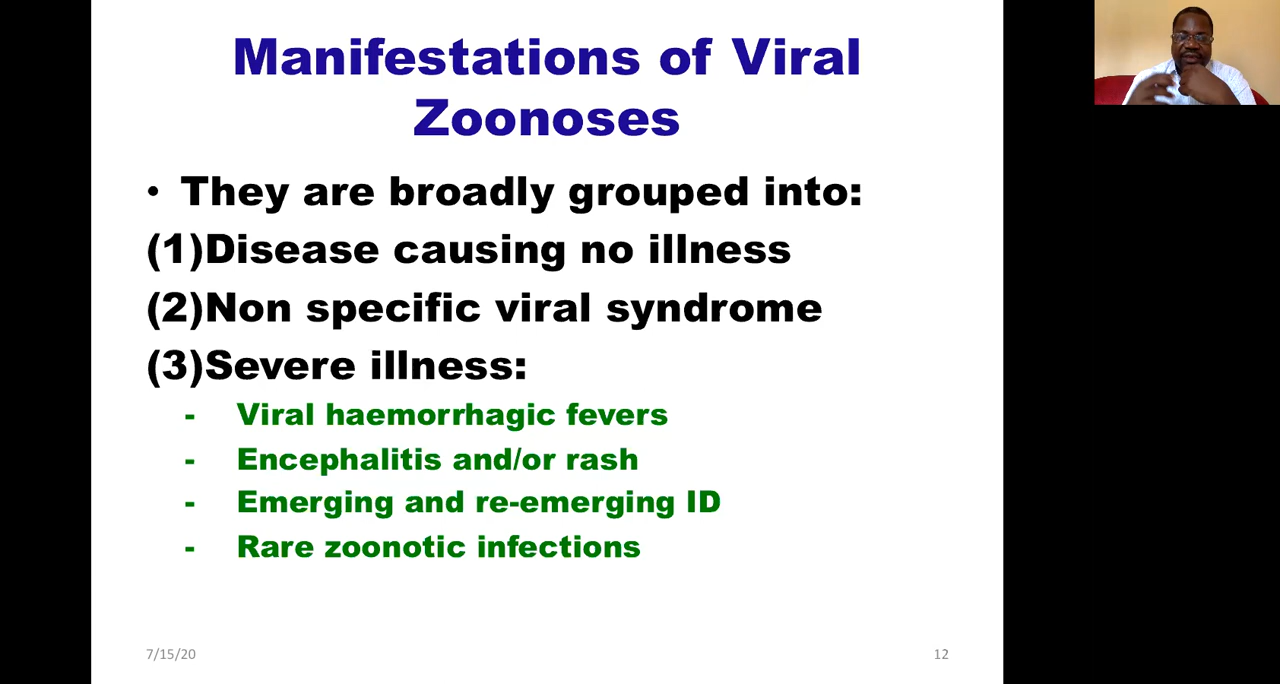 Manifestations of Viral
Zoonoses
• They are broadly grouped into:
(1)Disease causing no illness
(2)Non specific viral syndrome
(3)Severe illness:
- Viral haemorrhagic fevers
- Encephalitis and/or rash
- Emerging and re-emerging ID
- Rare zoonotic infections
7/15/20
12